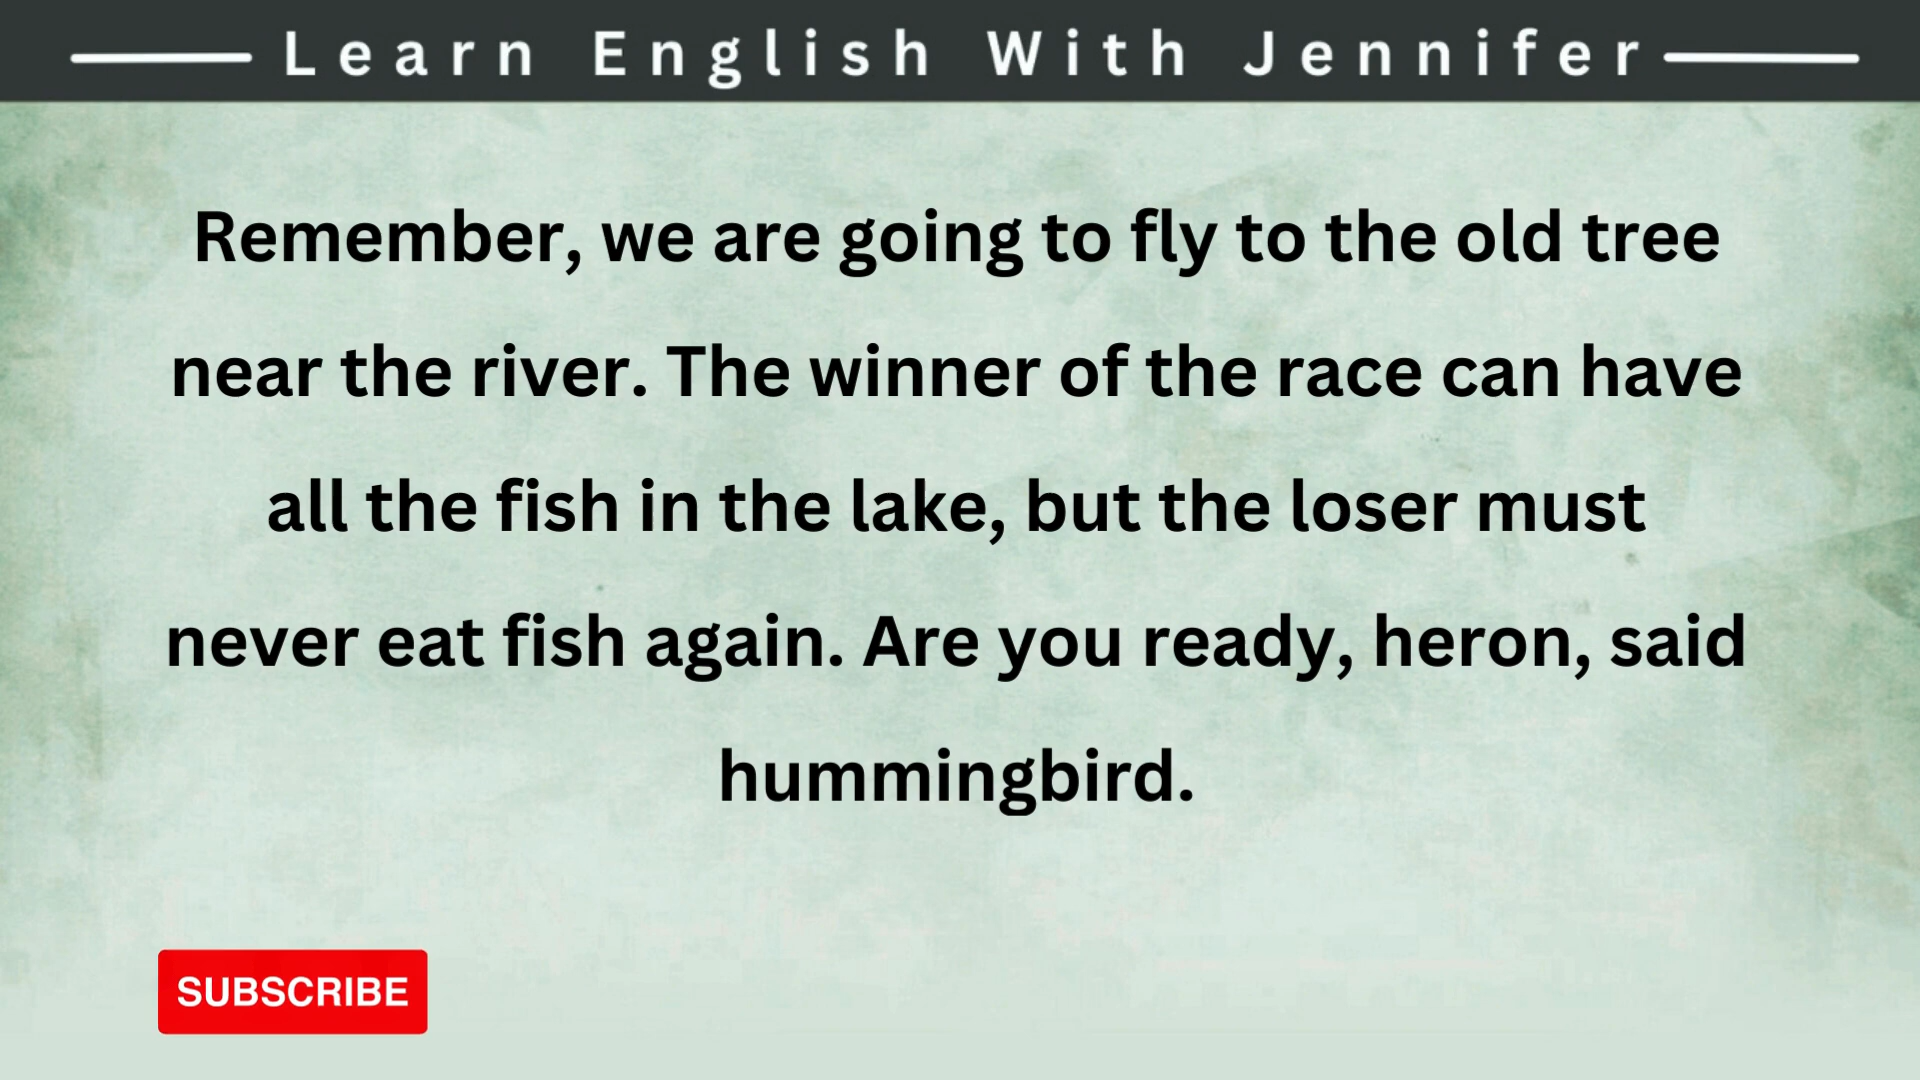 Learn English With Jennifer
Remember, we are going to fly to the old tree
near the river. The winner of the race can have
all the fish in the lake, but the loser must
never eat fish again. Are you ready, heron, said
hummingbird.
SUBSCRIBE